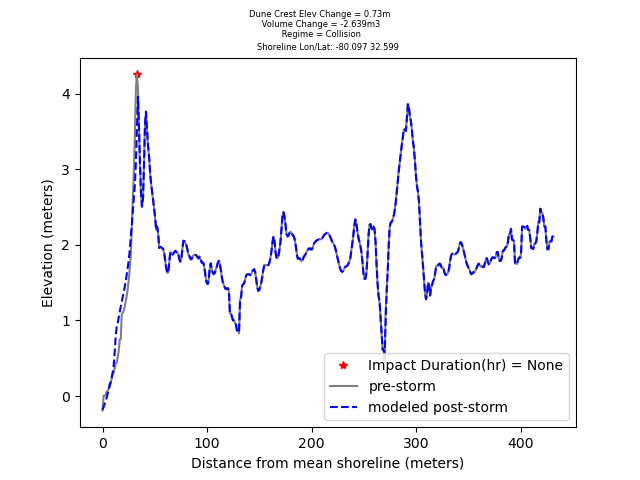 Dune Crest Elev Change = 0.73m
Volume Change = -2.639m3
Regime = Collision
Shoreline Lon/Lat: -80.097 32.599
4
3
2
1
0
Elevation (meters)
Impact Duration(hr) = None
pre-storm
modeled post-storm
0 100 200 300 400
Distance from mean shoreline (meters)